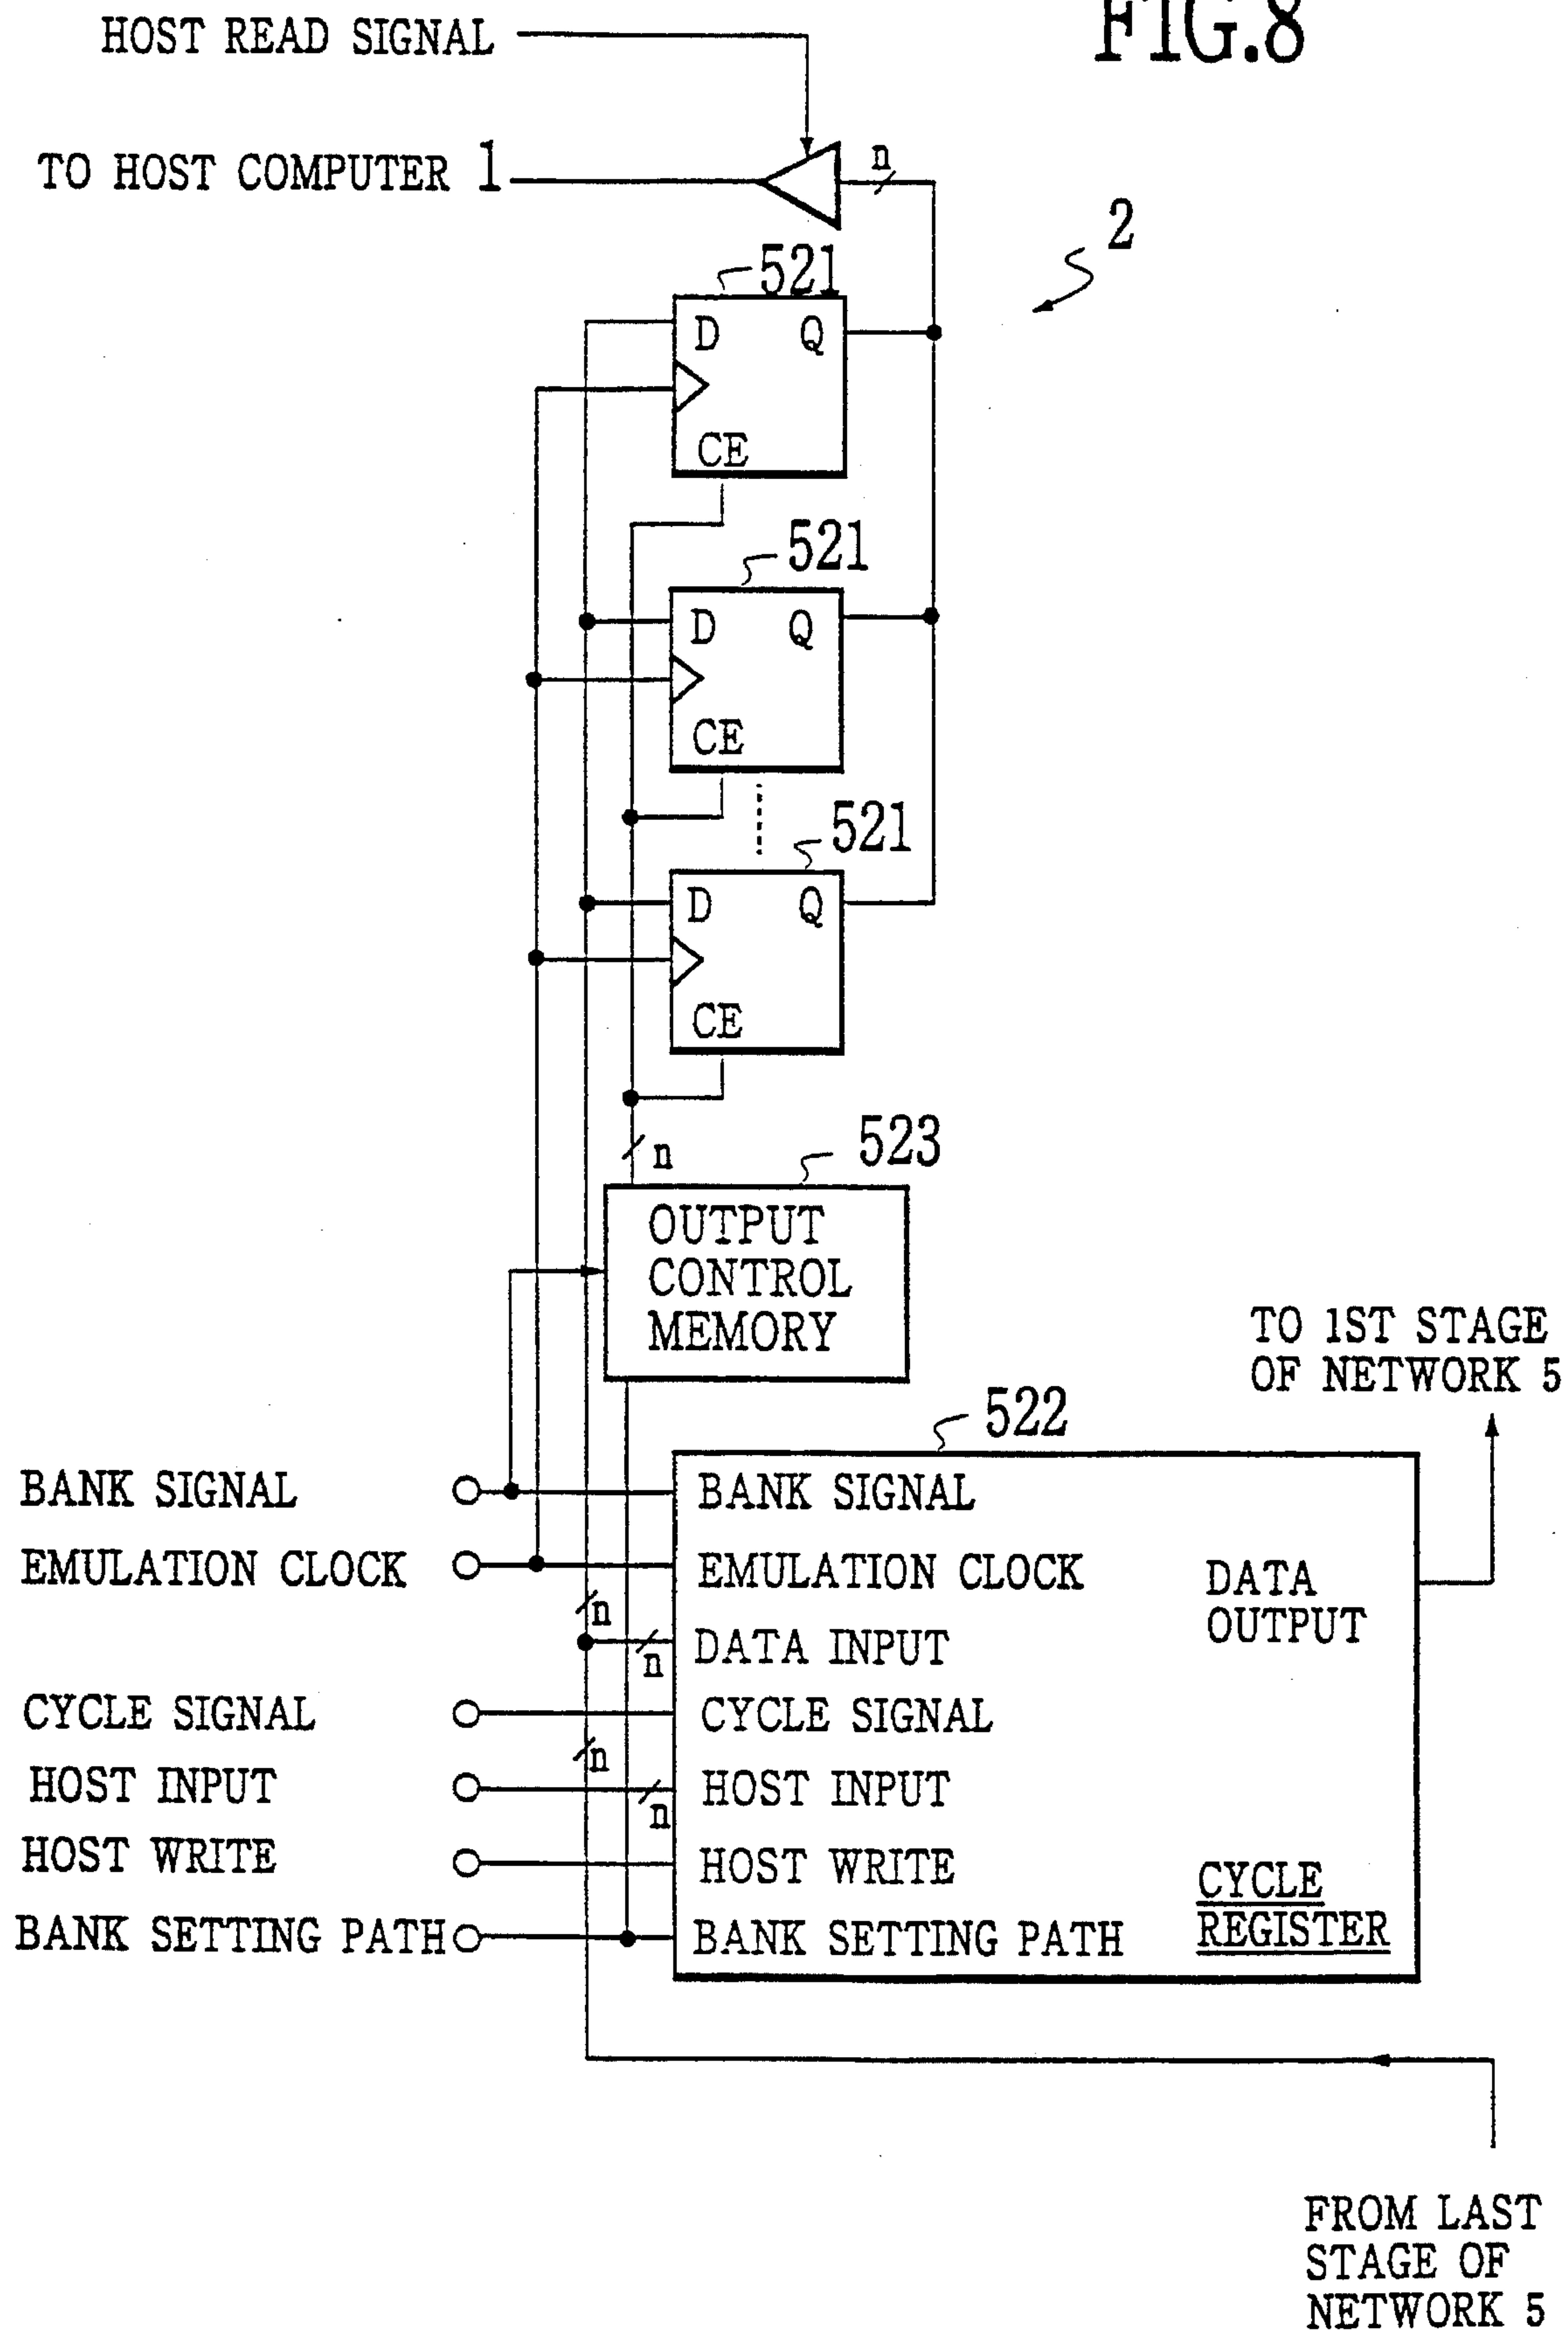 FIG.8
HOST READ SIGNAL
TO HOST COMPUTER 1
n
2
521
D Q
CE
521
D Q
CE
521
D Q
CE
n
523
OUTPUT
CONTROL
MEMORY
TO 1ST STAGE
OF NETWORK 5
522
BANK SIGNAL
BANK SIGNAL
EMULATION CLOCK
EMULATION CLOCK
DATA
OUTPUT
n
n
DATA INPUT
CYCLE SIGNAL
CYCLE SIGNAL
n
HOST INPUT
n
HOST INPUT
HOST WRITE
HOST WRITE
CYCLE
REGISTER
BANK SETTING PATH
BANK SETTING PATH
FROM LAST
STAGE OF
NETWORK 5